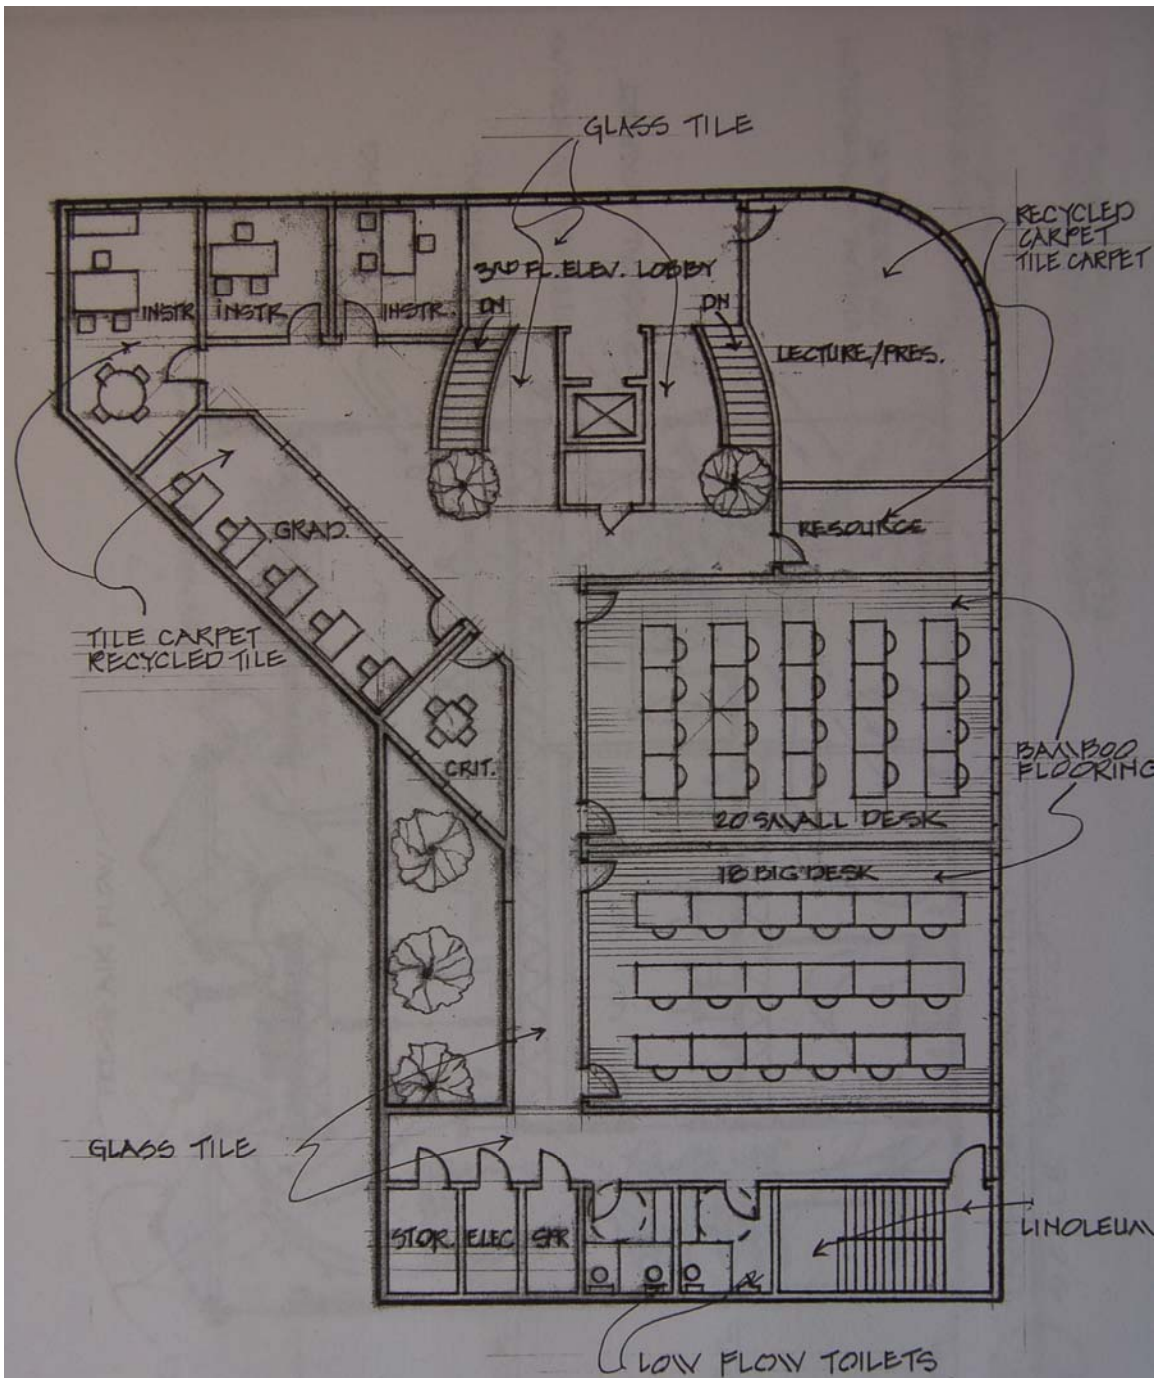 GLASS TILE
RECYCLED
CARPET
TILE CARPET
3RD FL. ELEV. LOBBY
INSTR.
INSTR.
INSTR.
DN
DN
LECTURE/PRES.
GRAD.
RESOURCE
TILE CARPET
RECYCLED TILE
CRIT.
BAMBOO
FLOORING
20 SMALL DESK
18 BIG DESK
GLASS TILE
STOR.
ELEC
LINOLEUM
LOW FLOW TOILETS